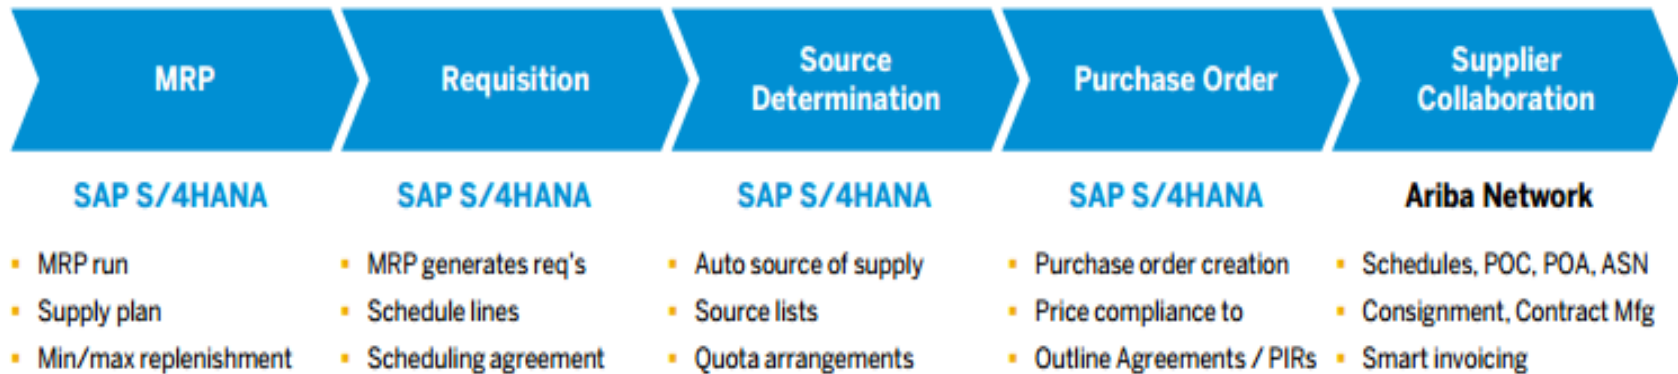 MRP
Requisition
Source
Determination
Purchase Order
Supplier
Collaboration
SAP S/4HANA
SAP S/4HANA
SAP S/4HANA
SAP S/4HANA
Ariba Network
▪ MRP run
▪ Supply plan
▪ Min/max replenishment
▪ MRP generates req's
▪ Schedule lines
▪ Scheduling agreement
▪ Auto source of supply
▪ Source lists
▪ Quota arrangements
▪ Purchase order creation
▪ Price compliance to
▪ Outline Agreements / PIRs
▪ Schedules, POC, POA, ASN
▪ Consignment, Contract Mfg
▪ Smart invoicing